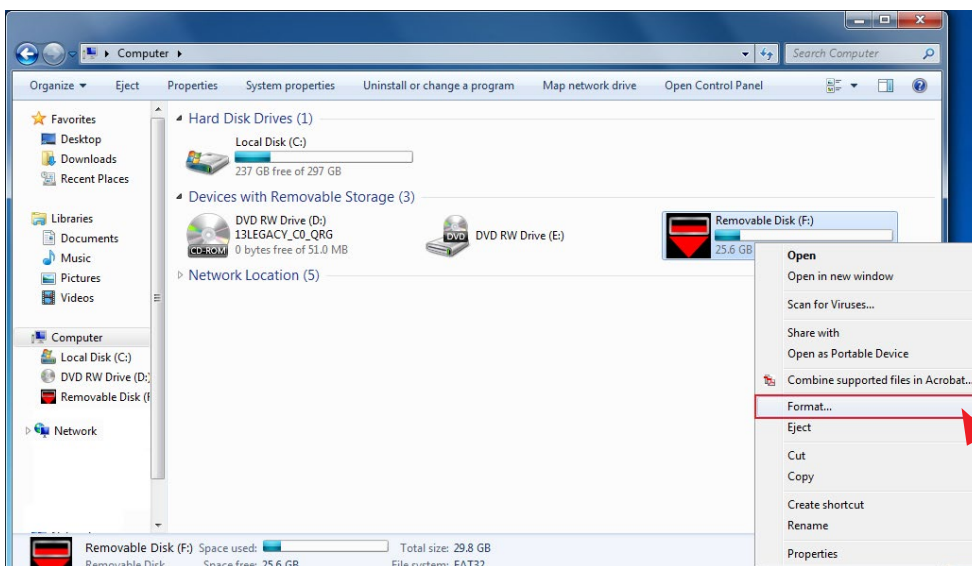 Computer
Search Computer
Organize
Eject
Properties
System properties
Uninstall or change a program
Map network drive
Open Control Panel
Favorites
Desktop
Downloads
Recent Places
Libraries
Documents
Music
Pictures
Videos
Computer
Local Disk (C:)
DVD RW Drive (D:)
Removable Disk (F
Network
Hard Disk Drives (1)
Local Disk (C:)
237 GB free of 297 GB
Devices with Removable Storage (3)
DVD RW Drive (D:)
13LEGACY_C0_QRG
0 bytes free of 51.0 MB
CD-ROM
DVD
DVD RW Drive (E:)
Removable Disk (F:)
25.6 GB
Network Location (5)
Open
Open in new window
Scan for Viruses...
Share with
Open as Portable Device
Combine supported files in Acrobat...
Format...
Eject
Cut
Copy
Create shortcut
Rename
Properties
Removable Disk (F:) Space used: Total size: 29.8 GB
Removable Disk Space free: 25.6 GB File system: FAT32